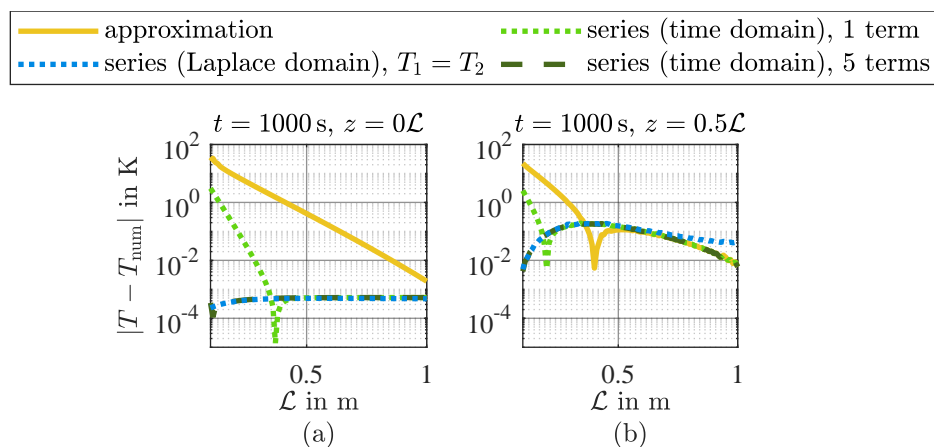 approximation
series (time domain), 1 term
series (Laplace domain), T₁ = T₂
series (time domain), 5 terms
t = 1000 s, z = 0ℒ
t = 1000 s, z = 0.5ℒ
|T − Tₙᵤₘ| in K
10²
10⁰
10⁻²
10⁻⁴
0.5
1
ℒ in m
(a)
10²
10⁰
10⁻²
10⁻⁴
0.5
1
ℒ in m
(b)